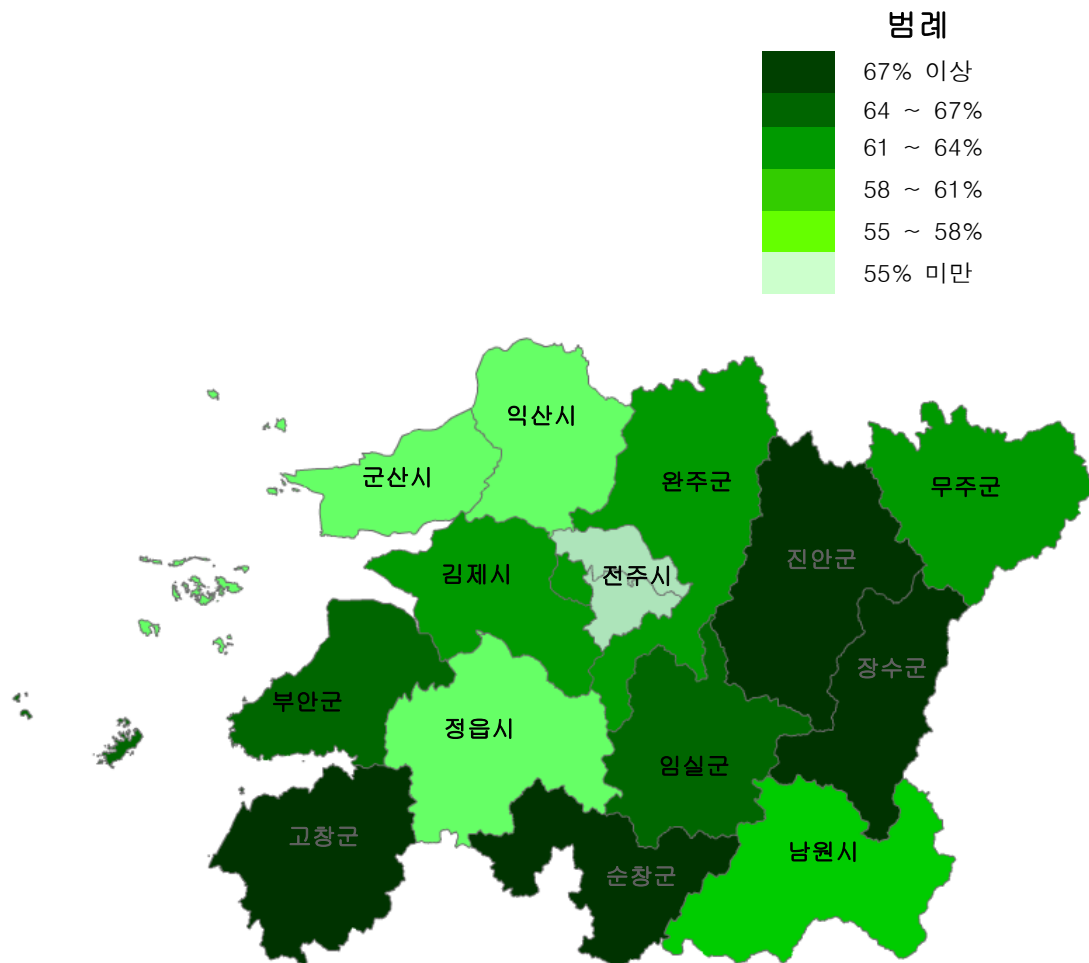 범례
67% 이상
64 ~ 67%
61 ~ 64%
58 ~ 61%
55 ~ 58%
55% 미만
익산시
군산시
완주군
무주군
진안군
김제시
전주시
장수군
부안군
정읍시
임실군
고창군
남원시
순창군